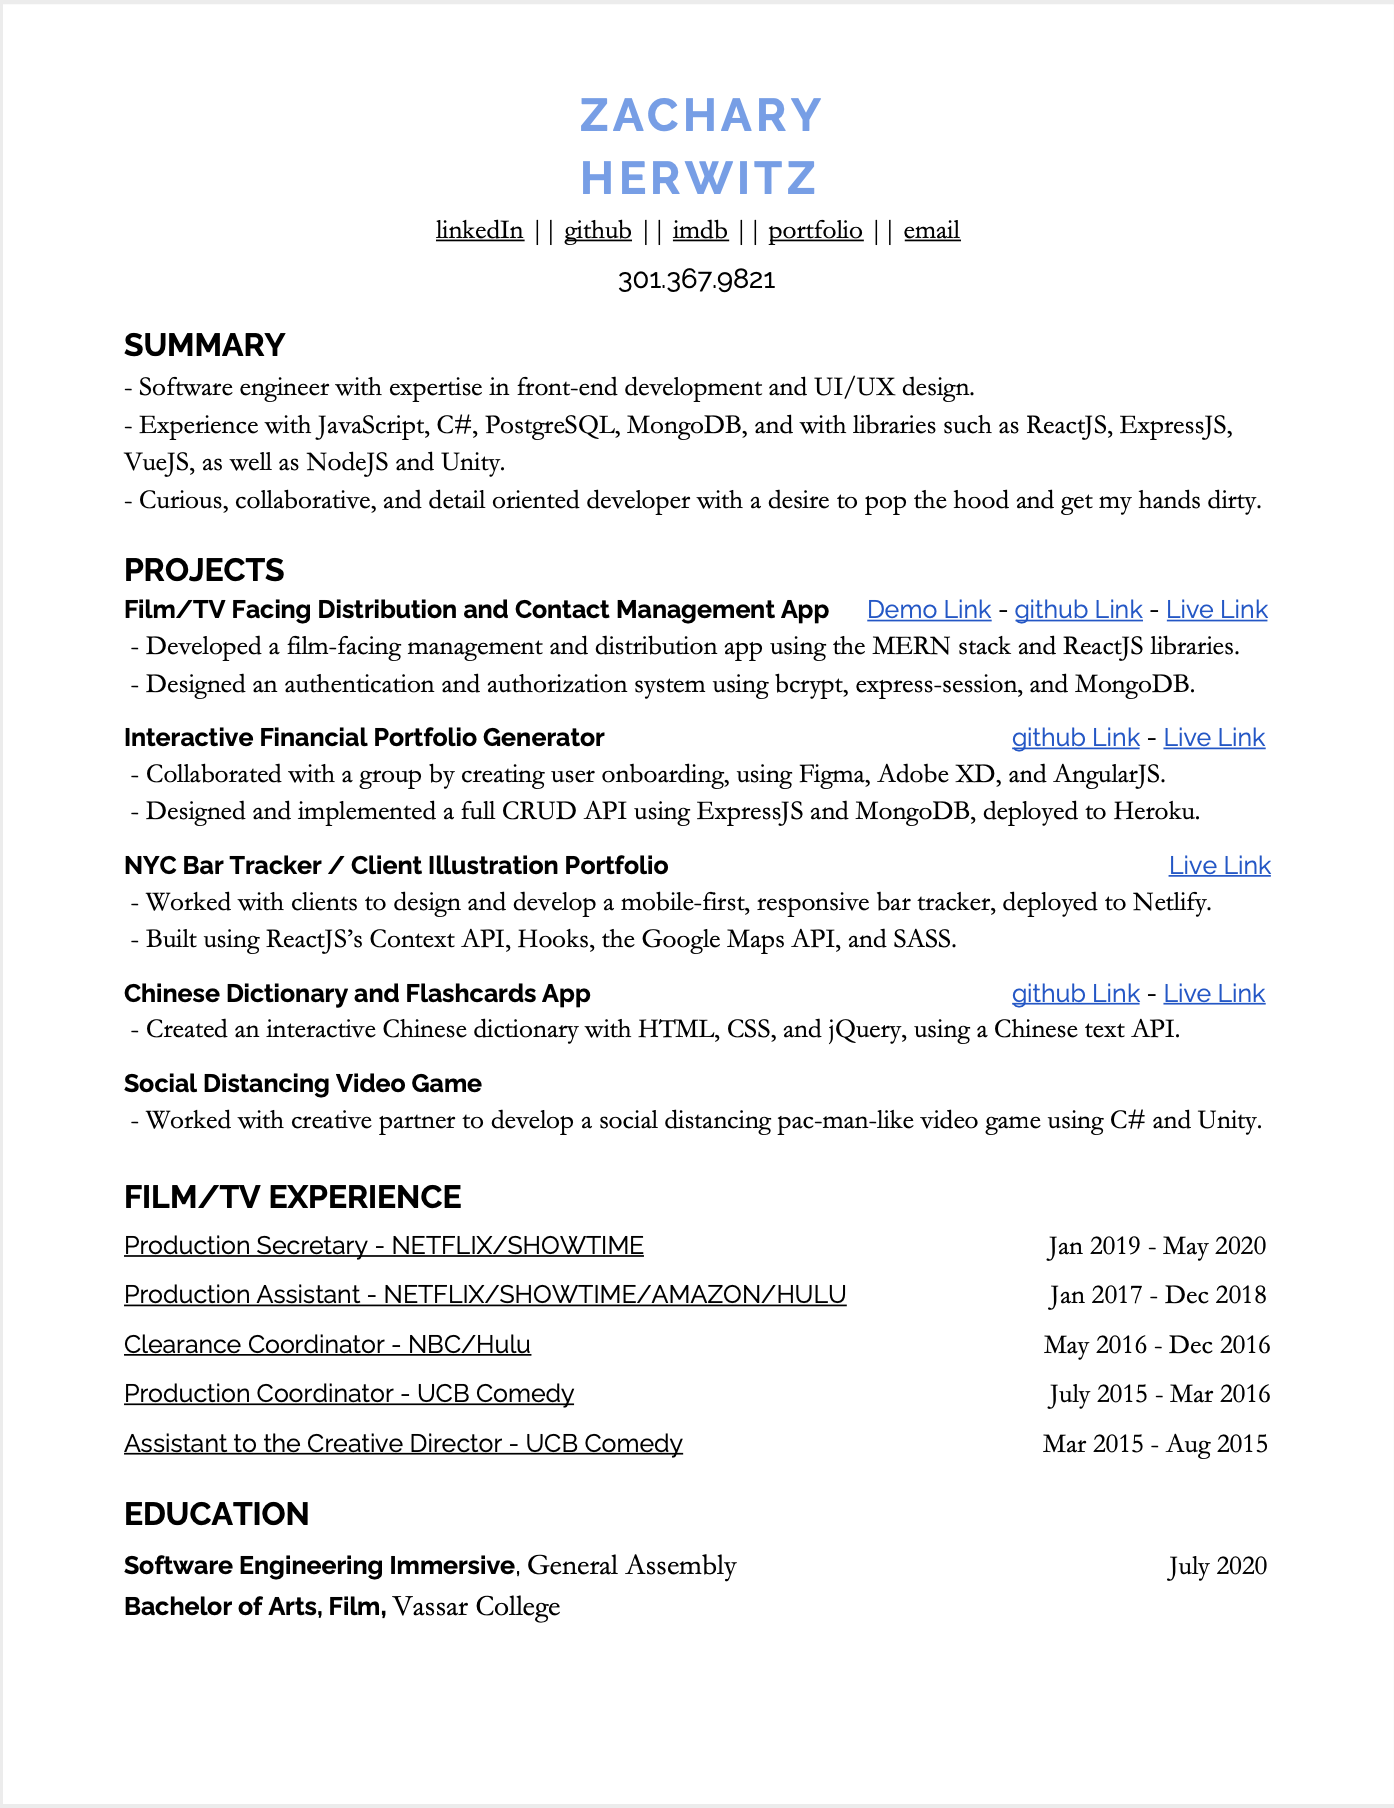 ZACHARY
HERWITZ
linkedIn || github || imdb || portfolio || email
301.367.9821
SUMMARY
- Software engineer with expertise in front-end development and UI/UX design.
- Experience with JavaScript, C#, PostgreSQL, MongoDB, and with libraries such as ReactJS, ExpressJS,
VueJS, as well as NodeJS and Unity.
- Curious, collaborative, and detail oriented developer with a desire to pop the hood and get my hands dirty.
PROJECTS
Film/TV Facing Distribution and Contact Management App Demo Link - github Link - Live Link
- Developed a film-facing management and distribution app using the MERN stack and ReactJS libraries.
- Designed an authentication and authorization system using bcrypt, express-session, and MongoDB.
Interactive Financial Portfolio Generator github Link - Live Link
- Collaborated with a group by creating user onboarding, using Figma, Adobe XD, and AngularJS.
- Designed and implemented a full CRUD API using ExpressJS and MongoDB, deployed to Heroku.
NYC Bar Tracker / Client Illustration Portfolio Live Link
- Worked with clients to design and develop a mobile-first, responsive bar tracker, deployed to Netlify.
- Built using ReactJS’s Context API, Hooks, the Google Maps API, and SASS.
Chinese Dictionary and Flashcards App github Link - Live Link
- Created an interactive Chinese dictionary with HTML, CSS, and jQuery, using a Chinese text API.
Social Distancing Video Game
- Worked with creative partner to develop a social distancing pac-man-like video game using C# and Unity.
FILM/TV EXPERIENCE
Production Secretary - NETFLIX/SHOWTIME Jan 2019 - May 2020
Production Assistant - NETFLIX/SHOWTIME/AMAZON/HULU Jan 2017 - Dec 2018
Clearance Coordinator - NBC/Hulu May 2016 - Dec 2016
Production Coordinator - UCB Comedy July 2015 - Mar 2016
Assistant to the Creative Director - UCB Comedy Mar 2015 - Aug 2015
EDUCATION
Software Engineering Immersive, General Assembly July 2020
Bachelor of Arts, Film, Vassar College